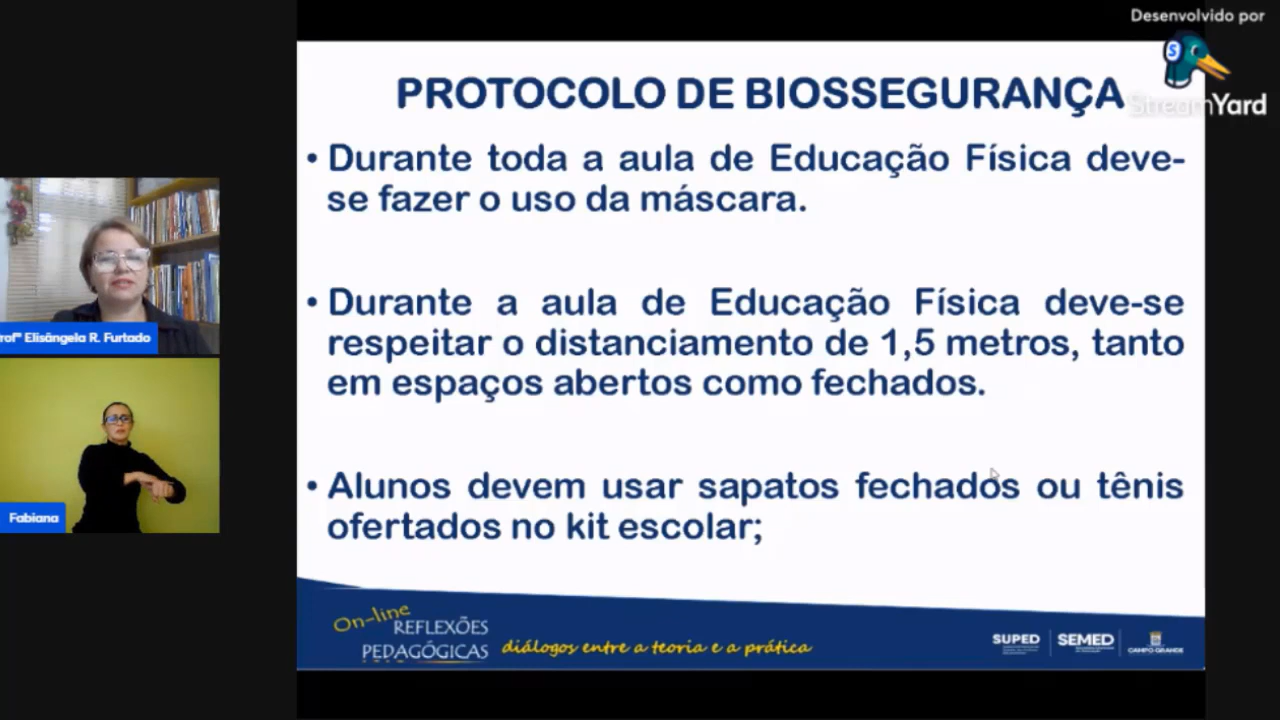 Desenvolvido por
StreamYard
PROTOCOLO DE BIOSSEGURANÇA
• Durante toda a aula de Educação Física deve-
se fazer o uso da máscara.
• Durante a aula de Educação Física deve-se
respeitar o distanciamento de 1,5 metros, tanto
em espaços abertos como fechados.
• Alunos devem usar sapatos fechados ou tênis
ofertados no kit escolar;
rofª Elisângela R. Furtado
Fabiana
On-line
REFLEXÕES
PEDAGÓGICAS
diálogos entre a teoria e a prática
SUPED
SEMED
CAMPO GRANDE